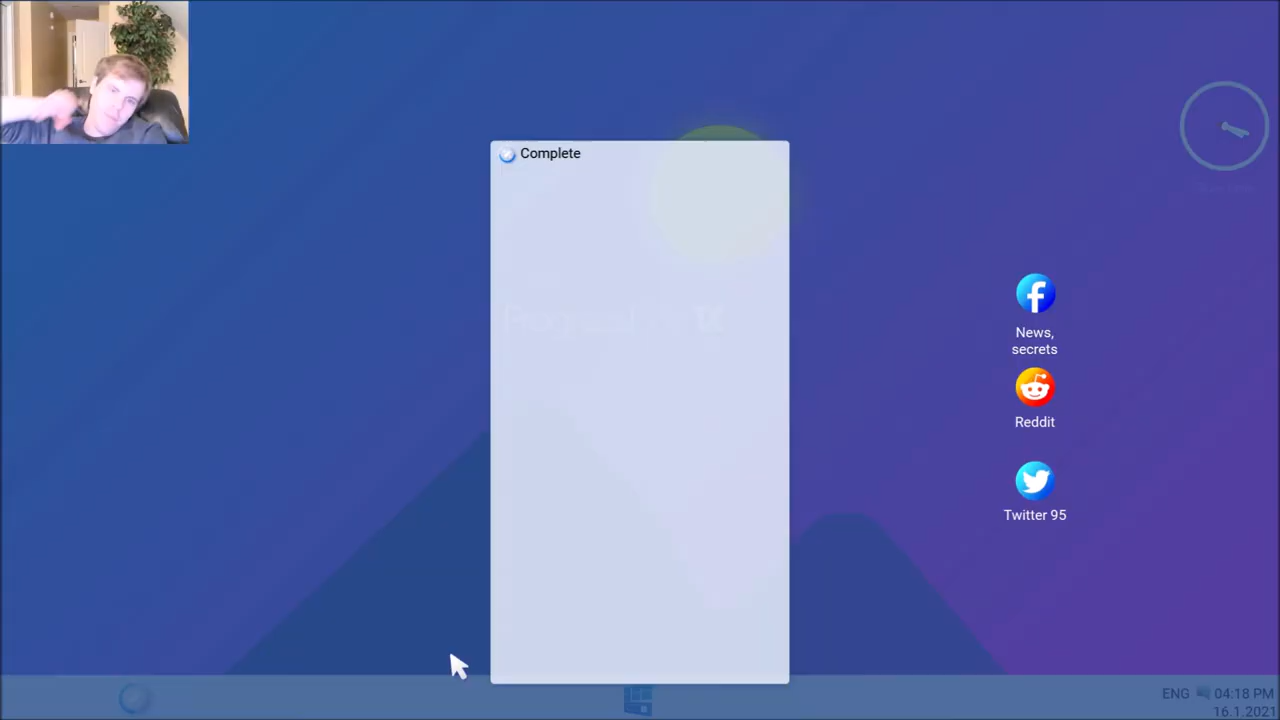 Complete
News,
secrets
Reddit
Twitter 95
ENG
04:18 PM
16.1.2021